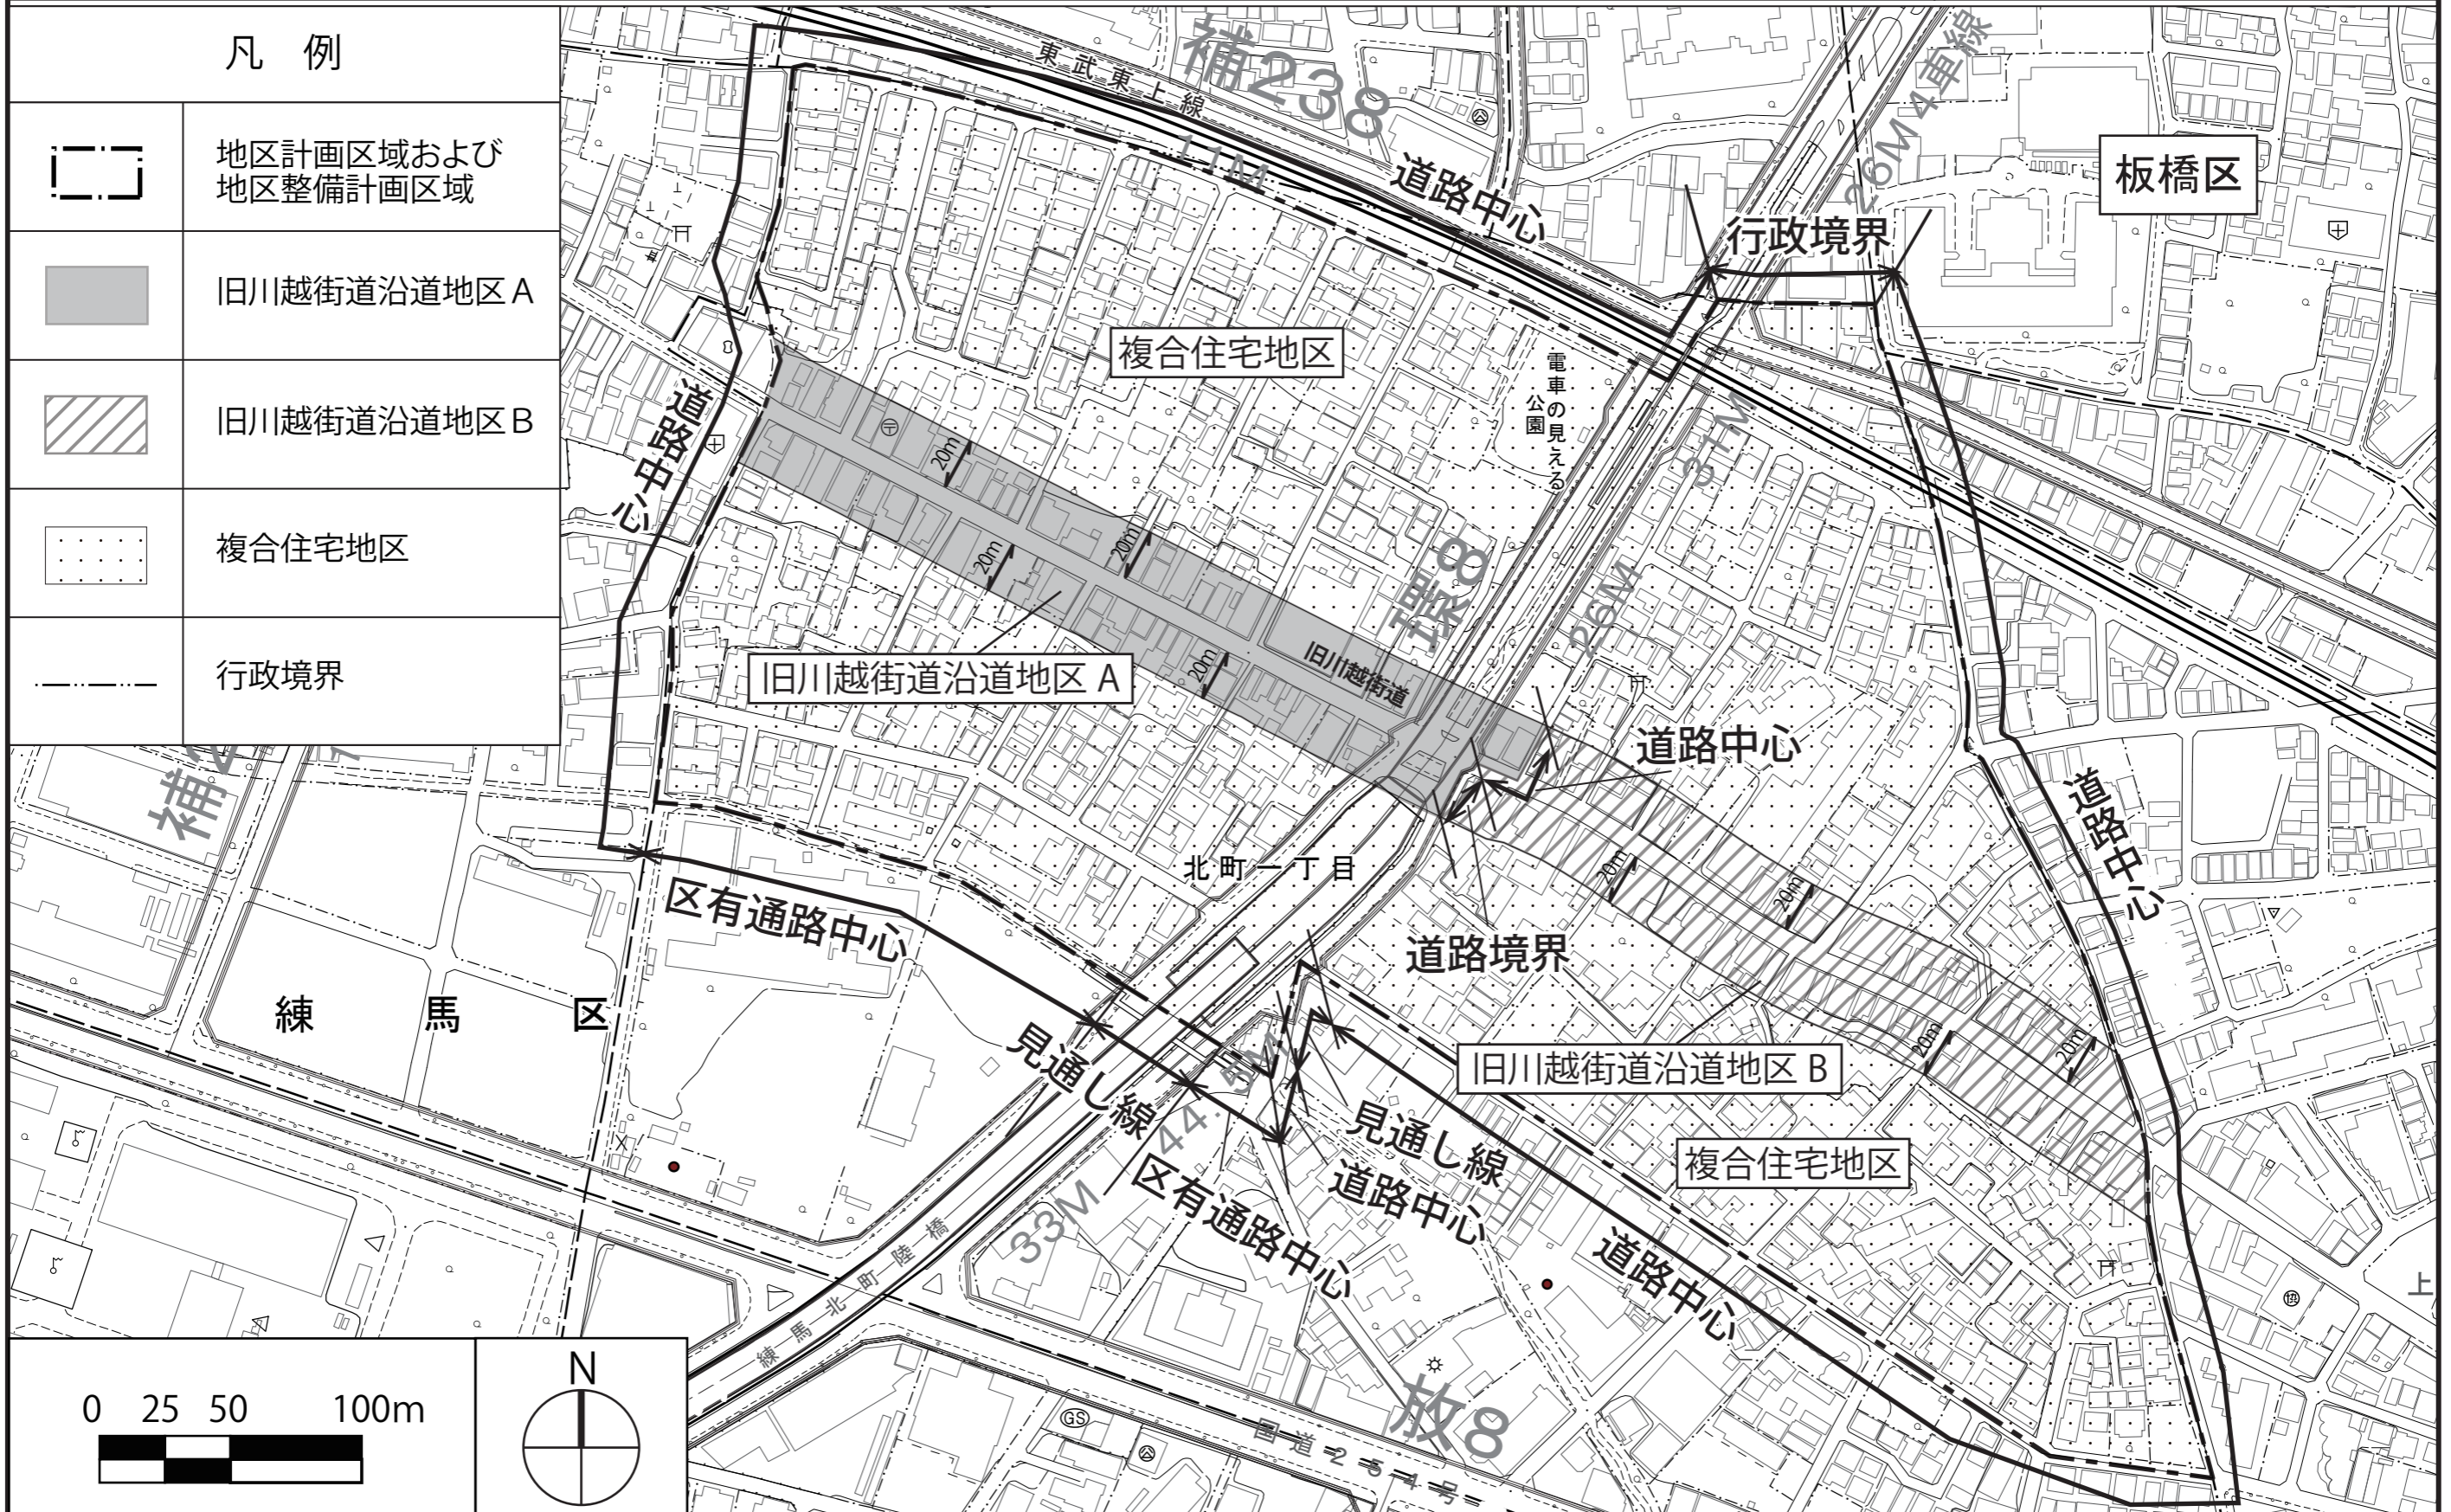 凡 例
地区計画区域および
地区整備計画区域
旧川越街道沿道地区A
旧川越街道沿道地区B
複合住宅地区
行政境界
東武東上線
補238
11M
道路中心
26M4車線
板橋区
行政境界
複合住宅地区
電車の見える
公園
31M
道路中心
20m
20m
20m
20m
環8
26M
旧川越街道沿道地区 A
旧川越街道
道路中心
道路中心
補2
北町一丁目
20m
20m
20m
20m
区有通路中心
道路境界
練 馬 区
見通し線
44.5M
旧川越街道沿道地区 B
見通し線
複合住宅地区
区有通路中心
道路中心
道路中心
33M
練馬北町陸橋
上
協
放8
GS
国道254号
0 25 50 100m
N